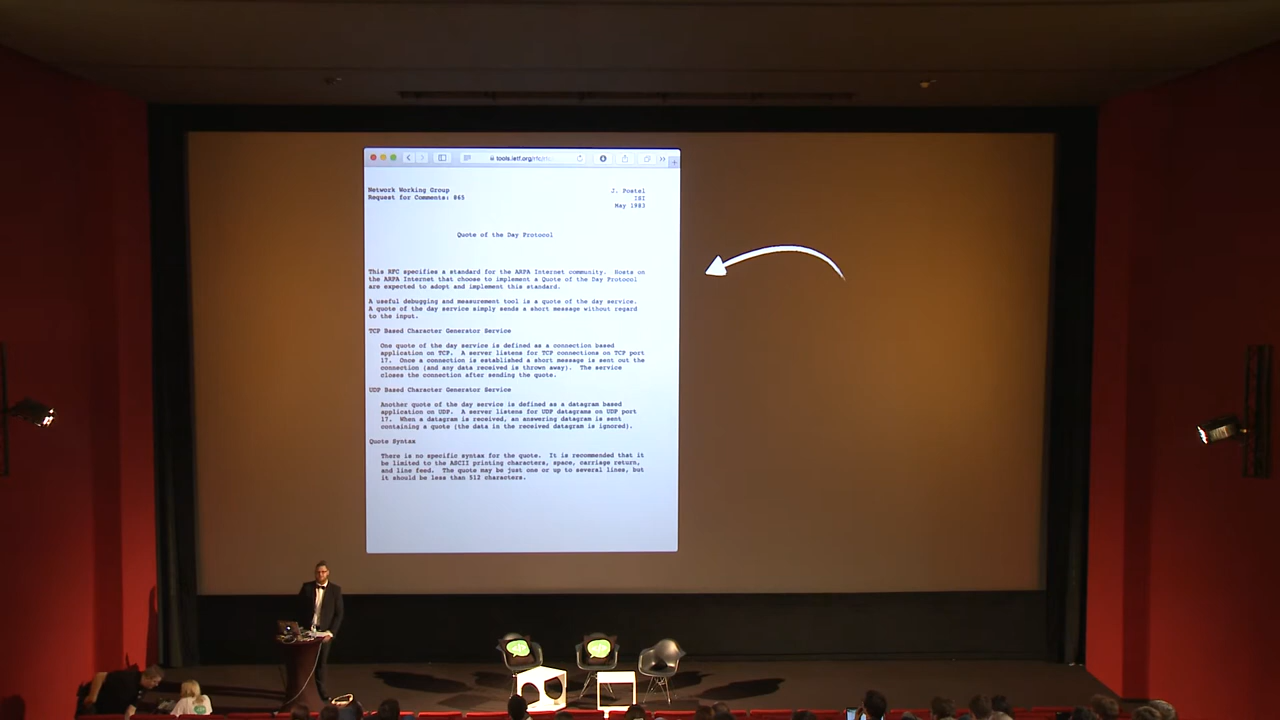 tools.ietf.org/rfc/rfc
Network Working Group
J. Postel
Request for Comments: 865
ISI
May 1983
Quote of the Day Protocol
This RFC specifies a standard for the ARPA Internet community. Hosts on
the ARPA Internet that choose to implement a Quote of the Day Protocol
are expected to adopt and implement this standard.
A useful debugging and measurement tool is a quote of the day service.
A quote of the day service simply sends a short message without regard
to the input.
TCP Based Character Generator Service
One quote of the day service is defined as a connection based
application on TCP. A server listens for TCP connections on TCP port
17. Once a connection is established a short message is sent out the
connection (and any data received is thrown away). The service
closes the connection after sending the quote.
UDP Based Character Generator Service
Another quote of the day service is defined as a datagram based
application on UDP. A server listens for UDP datagrams on UDP port
17. When a datagram is received, an answering datagram is sent
containing a quote (the data in the received datagram is ignored).
Quote Syntax
There is no specific syntax for the quote. It is recommended that it
be limited to the ASCII printing characters, space, carriage return,
and line feed. The quote may be just one or up to several lines, but
it should be less than 512 characters.